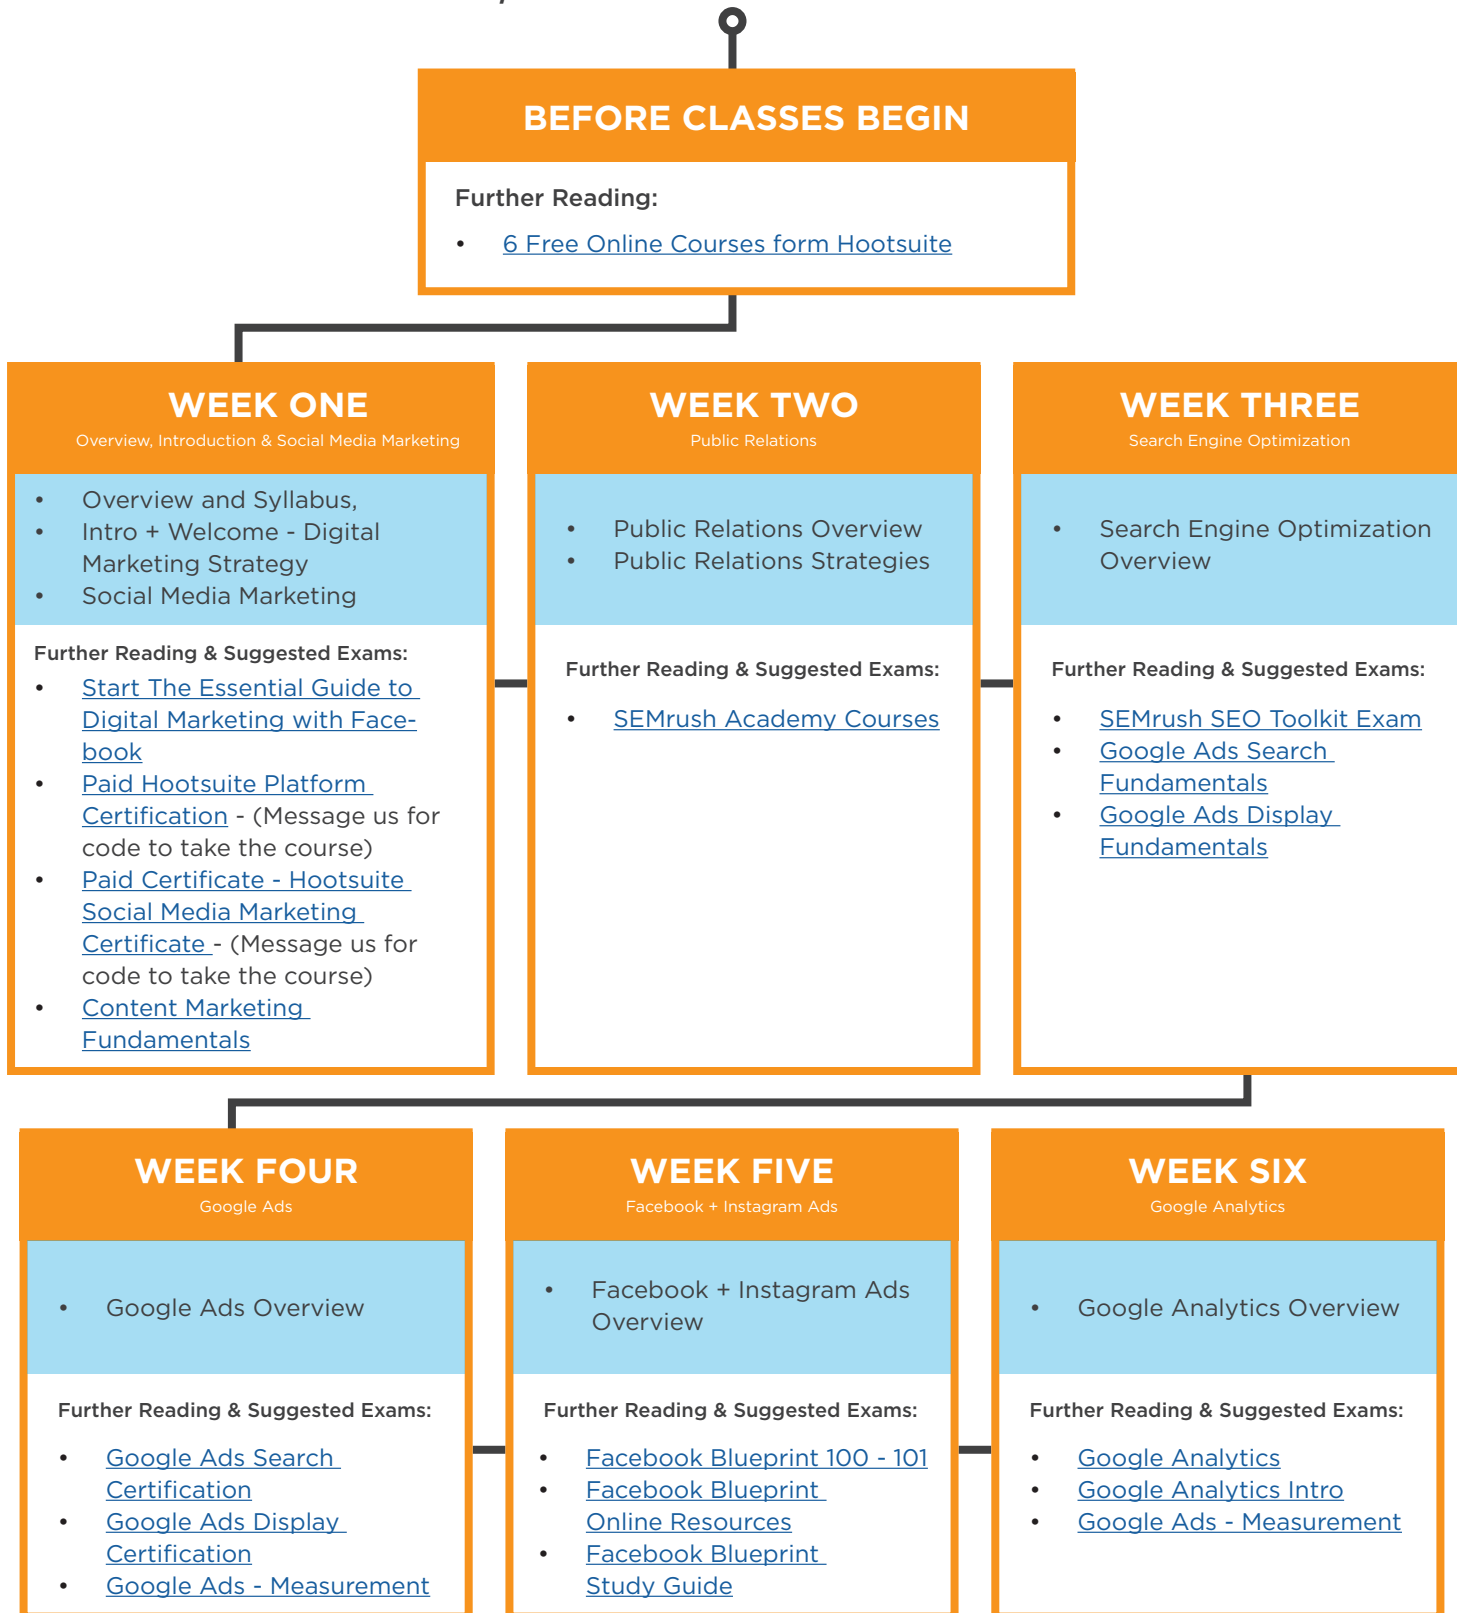 BEFORE CLASSES BEGIN
Further Reading:
• 6 Free Online Courses form Hootsuite
WEEK ONE
Overview, Introduction & Social Media Marketing
• Overview and Syllabus,
• Intro + Welcome - Digital
Marketing Strategy
• Social Media Marketing
Further Reading & Suggested Exams:
• Start The Essential Guide to
Digital Marketing with Face-
book
• Paid Hootsuite Platform
Certification - (Message us for
code to take the course)
• Paid Certificate - Hootsuite
Social Media Marketing
Certificate - (Message us for
code to take the course)
• Content Marketing
Fundamentals
WEEK TWO
Public Relations
• Public Relations Overview
• Public Relations Strategies
Further Reading & Suggested Exams:
• SEMrush Academy Courses
WEEK THREE
Search Engine Optimization
• Search Engine Optimization
Overview
Further Reading & Suggested Exams:
• SEMrush SEO Toolkit Exam
• Google Ads Search
Fundamentals
• Google Ads Display
Fundamentals
WEEK FOUR
Google Ads
• Google Ads Overview
Further Reading & Suggested Exams:
• Google Ads Search
Certification
• Google Ads Display
Certification
• Google Ads - Measurement
WEEK FIVE
Facebook + Instagram Ads
• Facebook + Instagram Ads
Overview
Further Reading & Suggested Exams:
• Facebook Blueprint 100 - 101
• Facebook Blueprint
Online Resources
• Facebook Blueprint
Study Guide
WEEK SIX
Google Analytics
• Google Analytics Overview
Further Reading & Suggested Exams:
• Google Analytics
• Google Analytics Intro
• Google Ads - Measurement